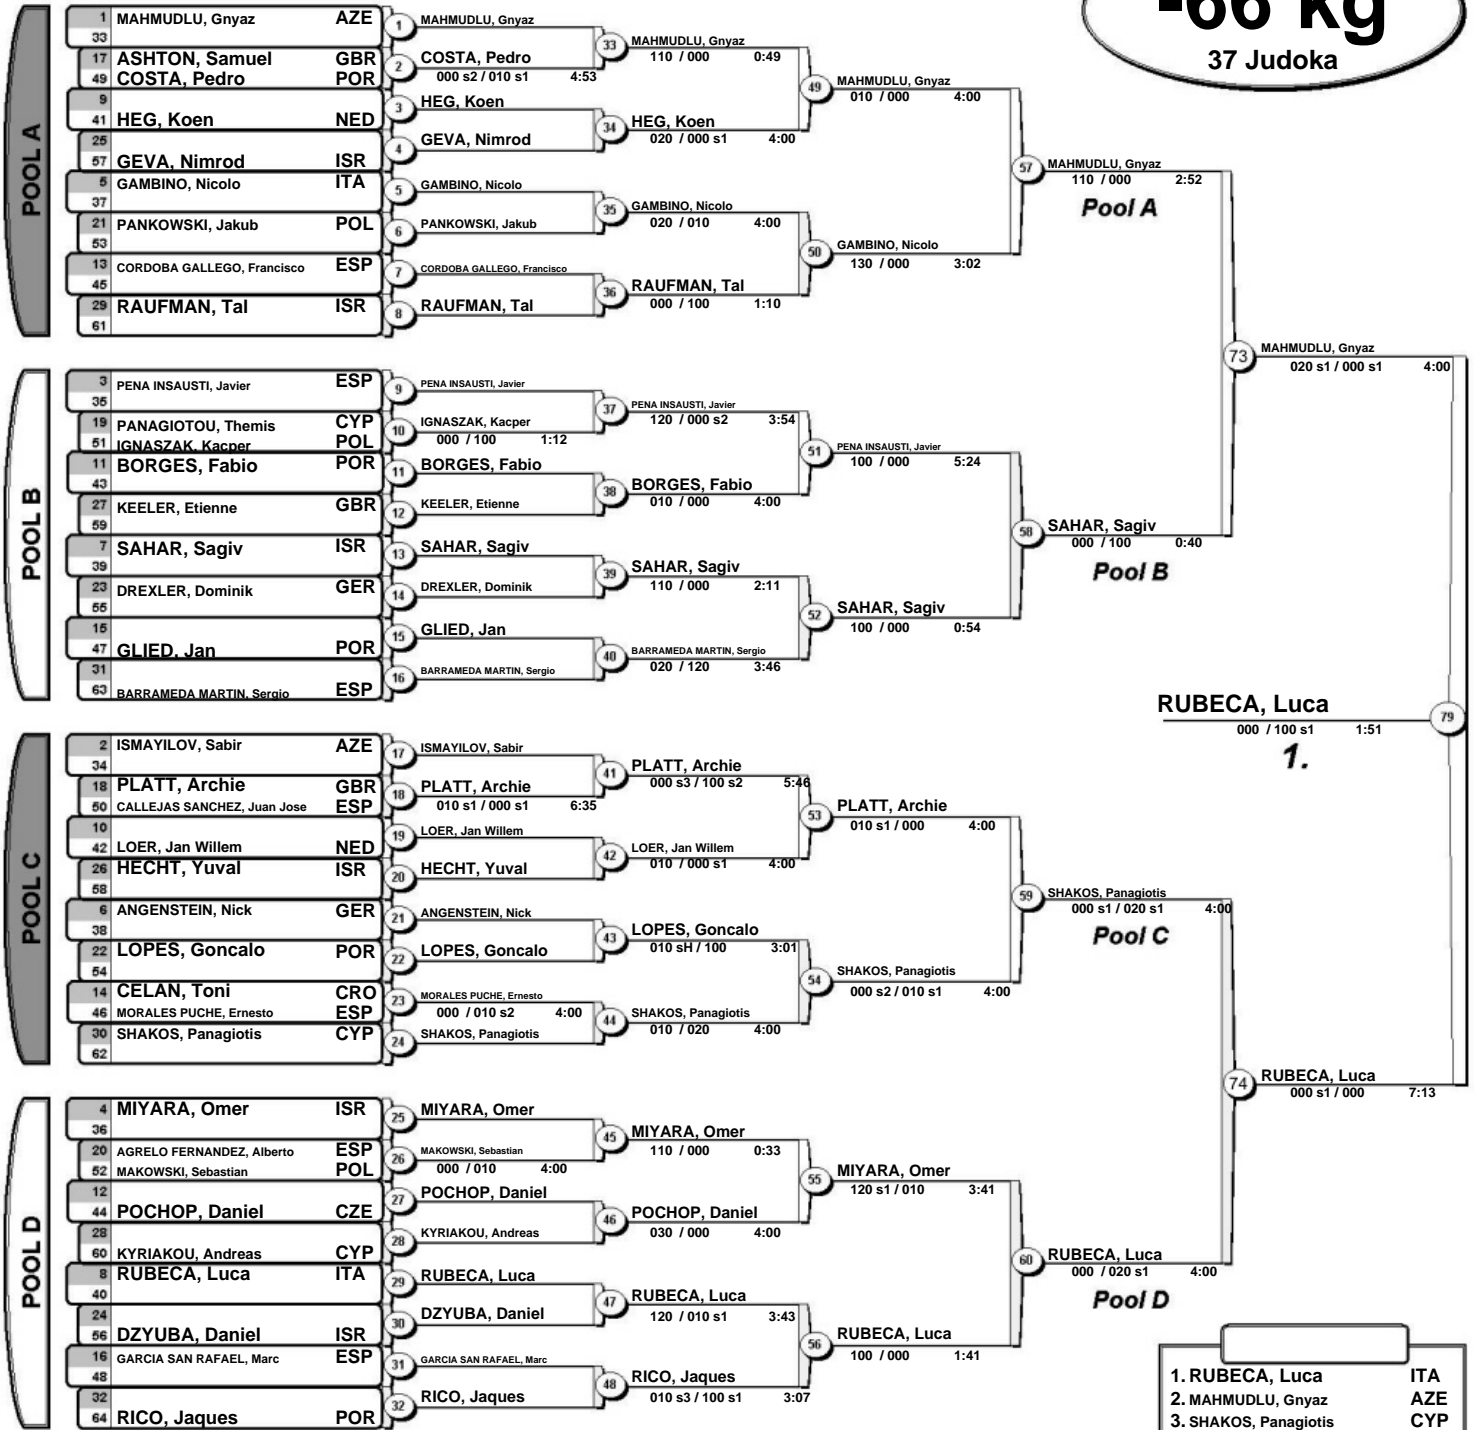 -66 kg
37 Judoka
POOL A
1 MAHMUDLU, Gnyaz AZE
33
17 ASHTON, Samuel GBR
49 COSTA, Pedro POR
9
41 HEG, Koen NED
25
57 GEVA, Nimrod ISR
5 GAMBINO, Nicolo ITA
37
21 PANKOWSKI, Jakub POL
53
13 CORDOBA GALLEGO, Francisco ESP
45
29 RAUFMAN, Tal ISR
61
1 MAHMUDLU, Gnyaz
2 COSTA, Pedro
000 s2 / 010 s1 4:53
3 HEG, Koen
4 GEVA, Nimrod
5 GAMBINO, Nicolo
6 PANKOWSKI, Jakub
7 CORDOBA GALLEGO, Francisco
8 RAUFMAN, Tal
33 MAHMUDLU, Gnyaz
110 / 000 0:49
34 HEG, Koen
020 / 000 s1 4:00
35 GAMBINO, Nicolo
020 / 010 4:00
36 RAUFMAN, Tal
000 / 100 1:10
49 MAHMUDLU, Gnyaz
010 / 000 4:00
50 GAMBINO, Nicolo
130 / 000 3:02
57 MAHMUDLU, Gnyaz
110 / 000 2:52
Pool A
POOL B
3 PENA INSAUSTI, Javier ESP
35
19 PANAGIOTOU, Themis CYP
51 IGNASZAK, Kacper POL
11 BORGES, Fabio POR
43
27 KEELER, Etienne GBR
59
7 SAHAR, Sagiv ISR
39
23 DREXLER, Dominik GER
55
15
47 GLIED, Jan POR
31
63 BARRAMEDA MARTIN, Sergio ESP
9 PENA INSAUSTI, Javier
10 IGNASZAK, Kacper
000 / 100 1:12
11 BORGES, Fabio
12 KEELER, Etienne
13 SAHAR, Sagiv
14 DREXLER, Dominik
15 GLIED, Jan
16 BARRAMEDA MARTIN, Sergio
37 PENA INSAUSTI, Javier
120 / 000 s2 3:54
38 BORGES, Fabio
010 / 000 4:00
39 SAHAR, Sagiv
110 / 000 2:11
40 BARRAMEDA MARTIN, Sergio
020 / 120 3:46
51 PENA INSAUSTI, Javier
100 / 000 5:24
52 SAHAR, Sagiv
100 / 000 0:54
58 SAHAR, Sagiv
000 / 100 0:40
Pool B
73 MAHMUDLU, Gnyaz
020 s1 / 000 s1 4:00
RUBECA, Luca 79
000 / 100 s1 1:51
1.
POOL C
2 ISMAYILOV, Sabir AZE
34
18 PLATT, Archie GBR
50 CALLEJAS SANCHEZ, Juan Jose ESP
10
42 LOER, Jan Willem NED
26 HECHT, Yuval ISR
58
6 ANGENSTEIN, Nick GER
38
22 LOPES, Goncalo POR
54
14 CELAN, Toni CRO
46 MORALES PUCHE, Ernesto ESP
30 SHAKOS, Panagiotis CYP
62
17 ISMAYILOV, Sabir
18 PLATT, Archie
010 s1 / 000 s1 6:35
19 LOER, Jan Willem
20 HECHT, Yuval
21 ANGENSTEIN, Nick
22 LOPES, Goncalo
23 MORALES PUCHE, Ernesto
000 / 010 s2 4:00
24 SHAKOS, Panagiotis
41 PLATT, Archie
000 s3 / 100 s2 5:46
42 LOER, Jan Willem
010 / 000 s1 4:00
43 LOPES, Goncalo
010 sH / 100 3:01
44 SHAKOS, Panagiotis
010 / 020 4:00
53 PLATT, Archie
010 s1 / 000 4:00
54 SHAKOS, Panagiotis
000 s2 / 010 s1 4:00
59 SHAKOS, Panagiotis
000 s1 / 020 s1 4:00
Pool C
POOL D
4 MIYARA, Omer ISR
36
20 AGRELO FERNANDEZ, Alberto ESP
52 MAKOWSKI, Sebastian POL
12
44 POCHOP, Daniel CZE
28
60 KYRIAKOU, Andreas CYP
8 RUBECA, Luca ITA
40
24
56 DZYUBA, Daniel ISR
16 GARCIA SAN RAFAEL, Marc ESP
48
32
64 RICO, Jaques POR
25 MIYARA, Omer
26 MAKOWSKI, Sebastian
000 / 010 4:00
27 POCHOP, Daniel
28 KYRIAKOU, Andreas
29 RUBECA, Luca
30 DZYUBA, Daniel
31 GARCIA SAN RAFAEL, Marc
32 RICO, Jaques
45 MIYARA, Omer
110 / 000 0:33
46 POCHOP, Daniel
030 / 000 4:00
47 RUBECA, Luca
120 / 010 s1 3:43
48 RICO, Jaques
010 s3 / 100 s1 3:07
55 MIYARA, Omer
120 s1 / 010 3:41
56 RUBECA, Luca
100 / 000 1:41
60 RUBECA, Luca
000 / 020 s1 4:00
Pool D
74 RUBECA, Luca
000 s1 / 000 7:13
1. RUBECA, Luca ITA
2. MAHMUDLU, Gnyaz AZE
3. SHAKOS, Panagiotis CYP